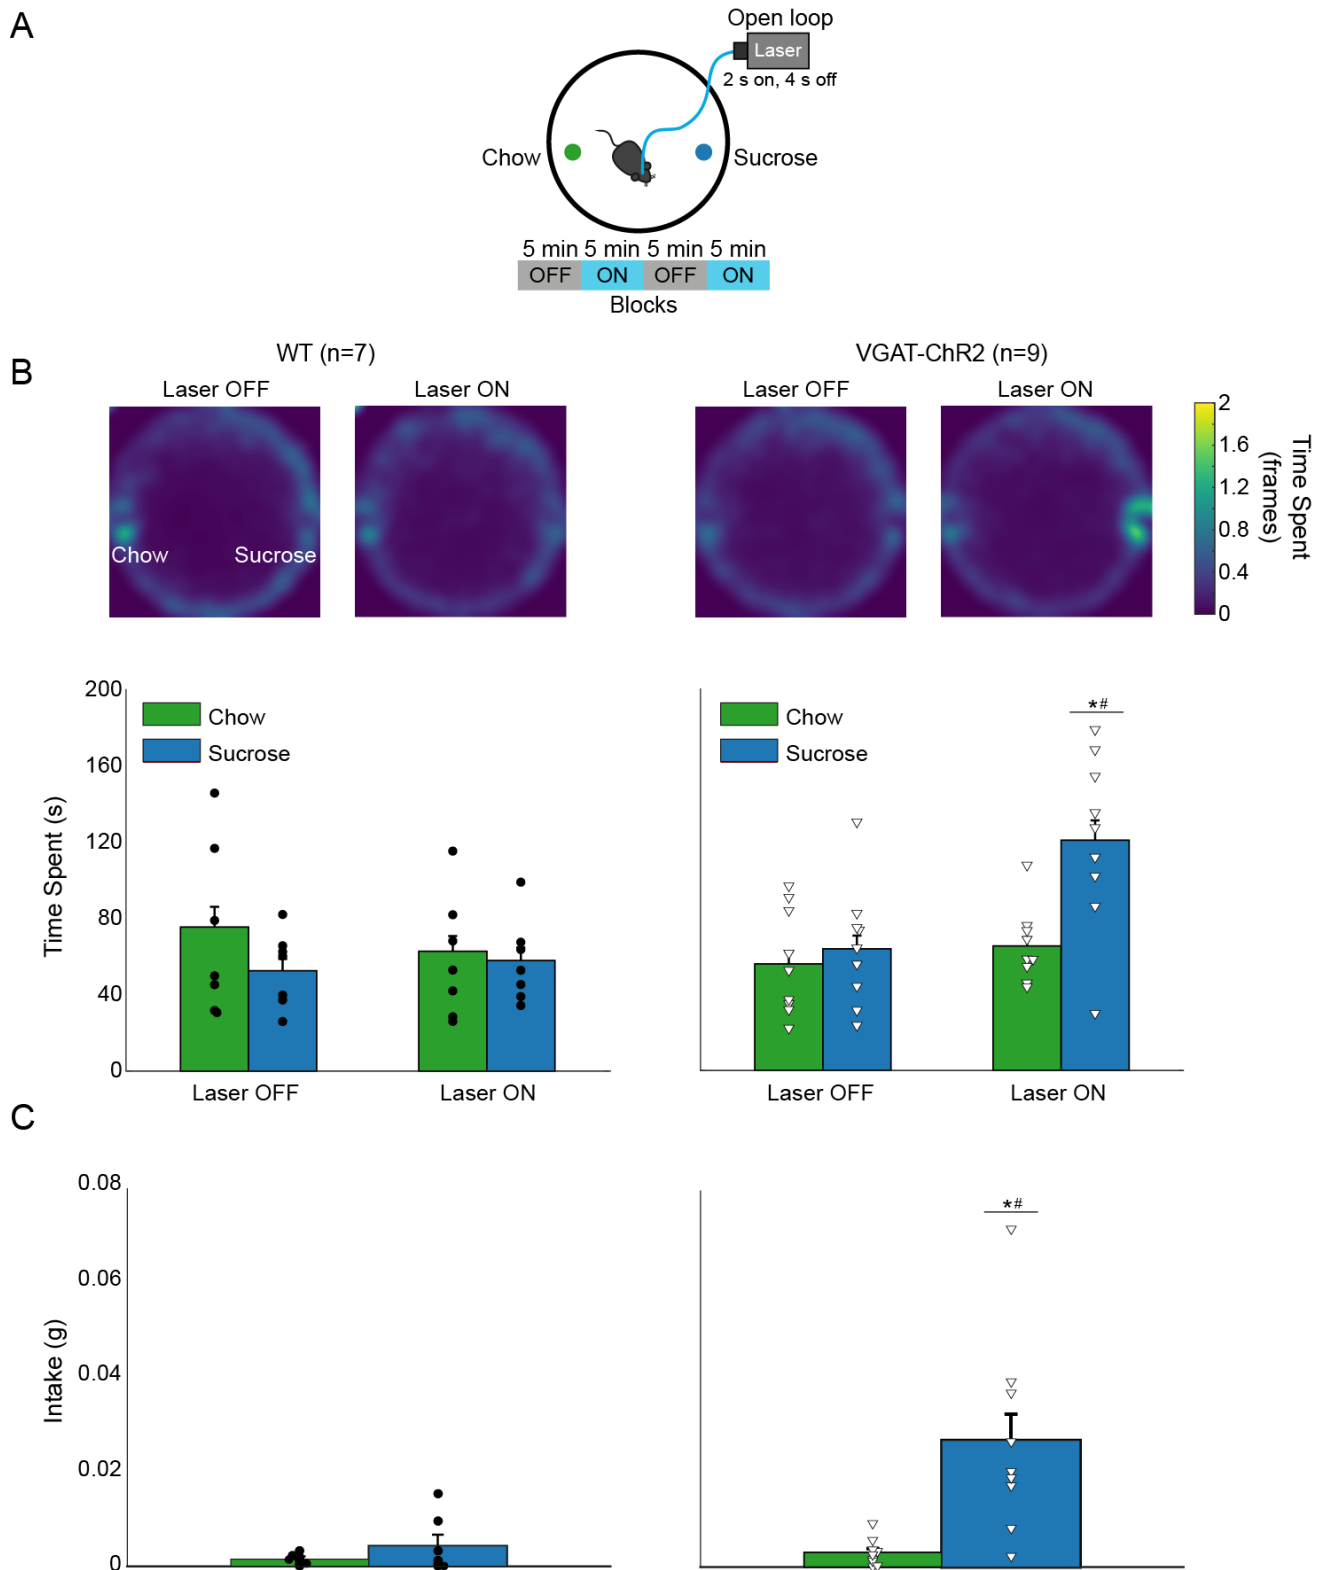 A
Open loop
Laser
2 s on, 4 s off
Chow
Sucrose
5 min 5 min 5 min 5 min
OFF ON OFF ON
Blocks
B
WT (n=7)
VGAT-ChR2 (n=9)
Laser OFF
Laser ON
Laser OFF
Laser ON
Chow
Sucrose
2
1.6
1.2
0.8
0.4
0
Time Spent
(frames)
200
160
120
80
40
0
Time Spent (s)
Chow
Sucrose
Laser OFF
Laser ON
Chow
Sucrose
*#
Laser OFF
Laser ON
C
0.08
0.06
0.04
0.02
0
Intake (g)
*#